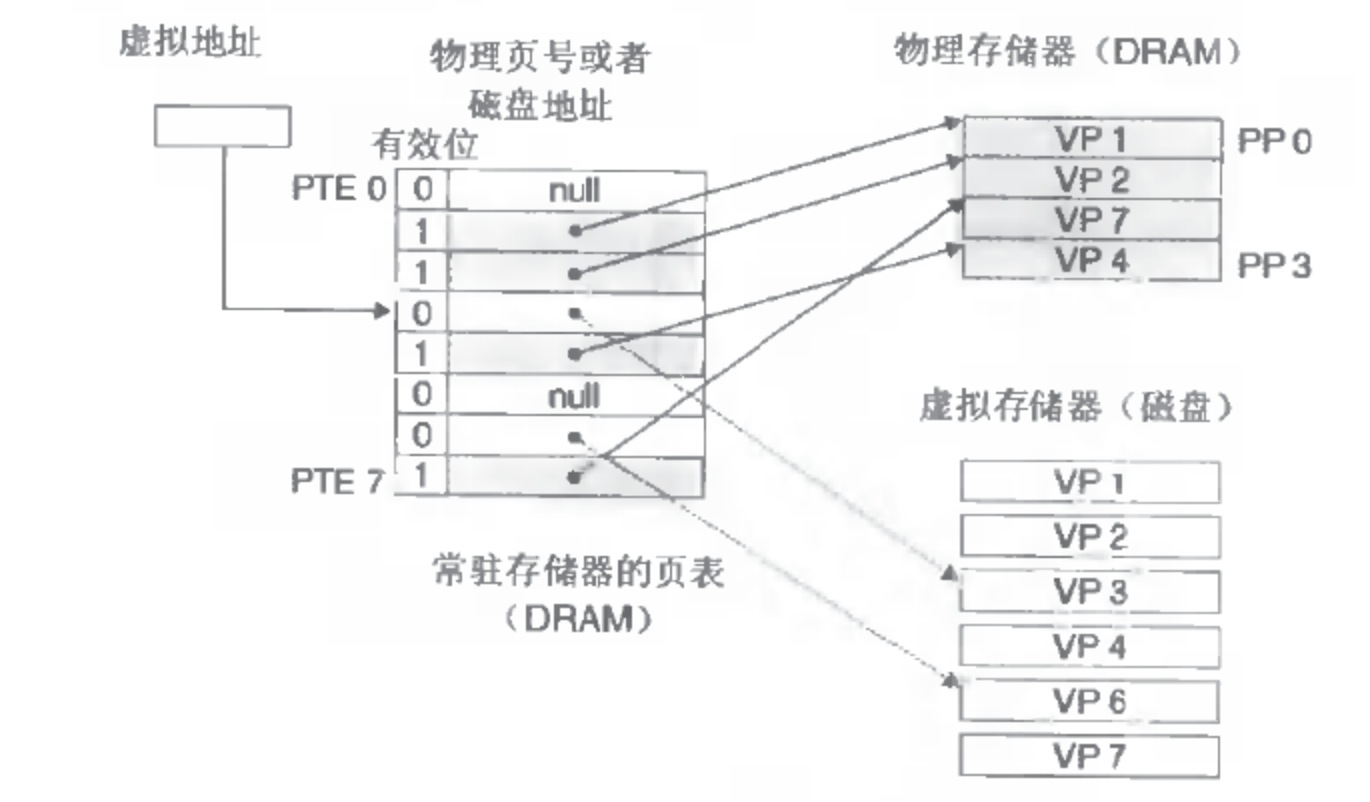 虚拟地址
物理页号或者
磁盘地址
有效位
PTE 0 0 null
1
1
0
1
0 null
0
PTE 7 1
常驻存储器的页表
（DRAM）
物理存储器（DRAM）
VP 1 PP 0
VP 2
VP 7
VP 4 PP 3
虚拟存储器（磁盘）
VP 1
VP 2
VP 3
VP 4
VP 6
VP 7